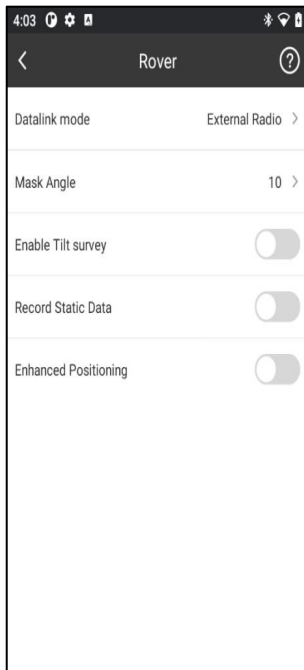 4:03
Rover
?
Datalink mode External Radio >
Mask Angle 10 >
Enable Tilt survey
Record Static Data
Enhanced Positioning